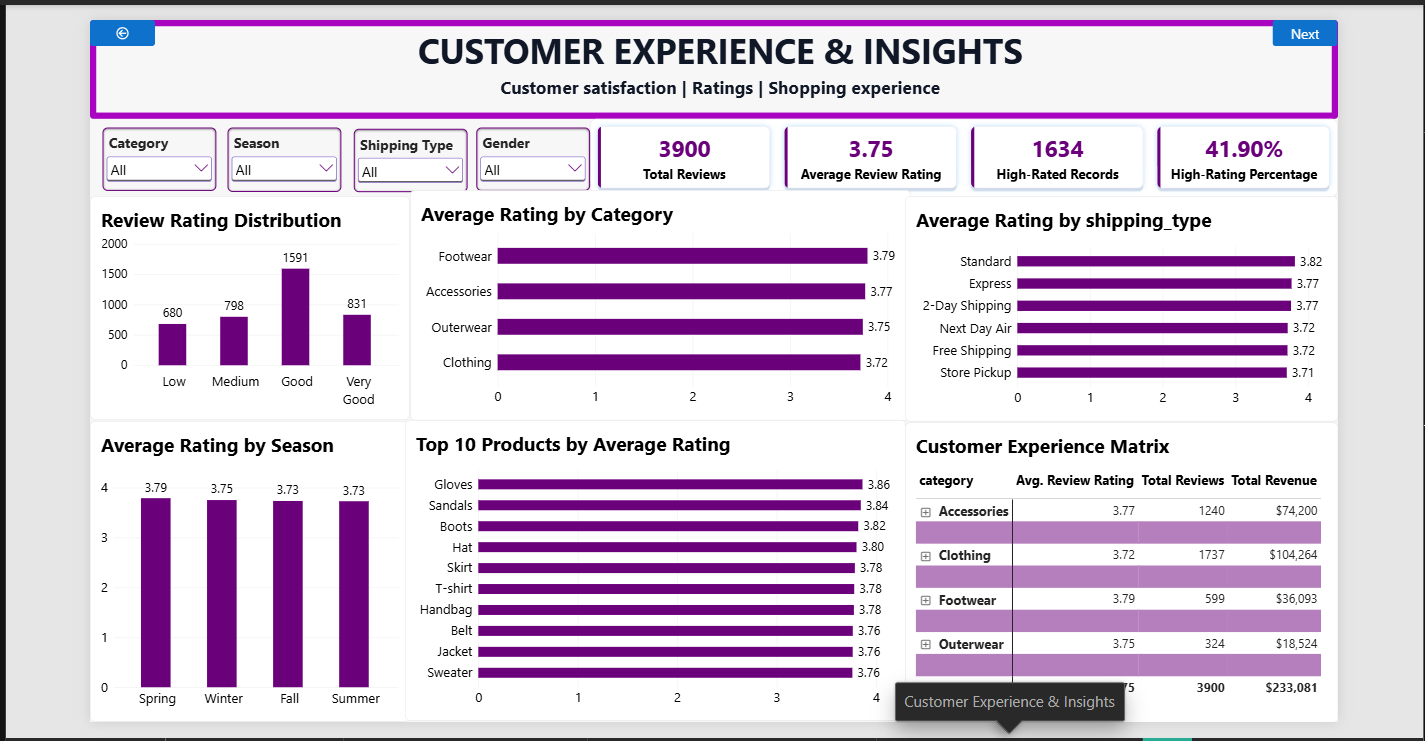 Next
CUSTOMER EXPERIENCE & INSIGHTS
Customer satisfaction | Ratings | Shopping experience
Category
All
Season
All
Shipping Type
All
Gender
All
3900
Total Reviews
3.75
Average Review Rating
1634
High-Rated Records
41.90%
High-Rating Percentage
Review Rating Distribution
2000
1500
1000
500
0
680
798
1591
831
Low
Medium
Good
Very
Good
Average Rating by Category
Footwear 3.79
Accessories 3.77
Outerwear 3.75
Clothing 3.72
0 1 2 3 4
Average Rating by shipping_type
Standard 3.82
Express 3.77
2-Day Shipping 3.77
Next Day Air 3.72
Free Shipping 3.72
Store Pickup 3.71
0 1 2 3 4
Average Rating by Season
4
3
2
1
0
3.79 3.75 3.73 3.73
Spring Winter Fall Summer
Top 10 Products by Average Rating
Gloves 3.86
Sandals 3.84
Boots 3.82
Hat 3.80
Skirt 3.78
T-shirt 3.78
Handbag 3.78
Belt 3.76
Jacket 3.76
Sweater 3.76
0 1 2 3 4
Customer Experience Matrix
category Avg. Review Rating Total Reviews Total Revenue
Accessories 3.77 1240 $74,200
Clothing 3.72 1737 $104,264
Footwear 3.79 599 $36,093
Outerwear 3.75 324 $18,524
75 3900 $233,081
Customer Experience & Insights